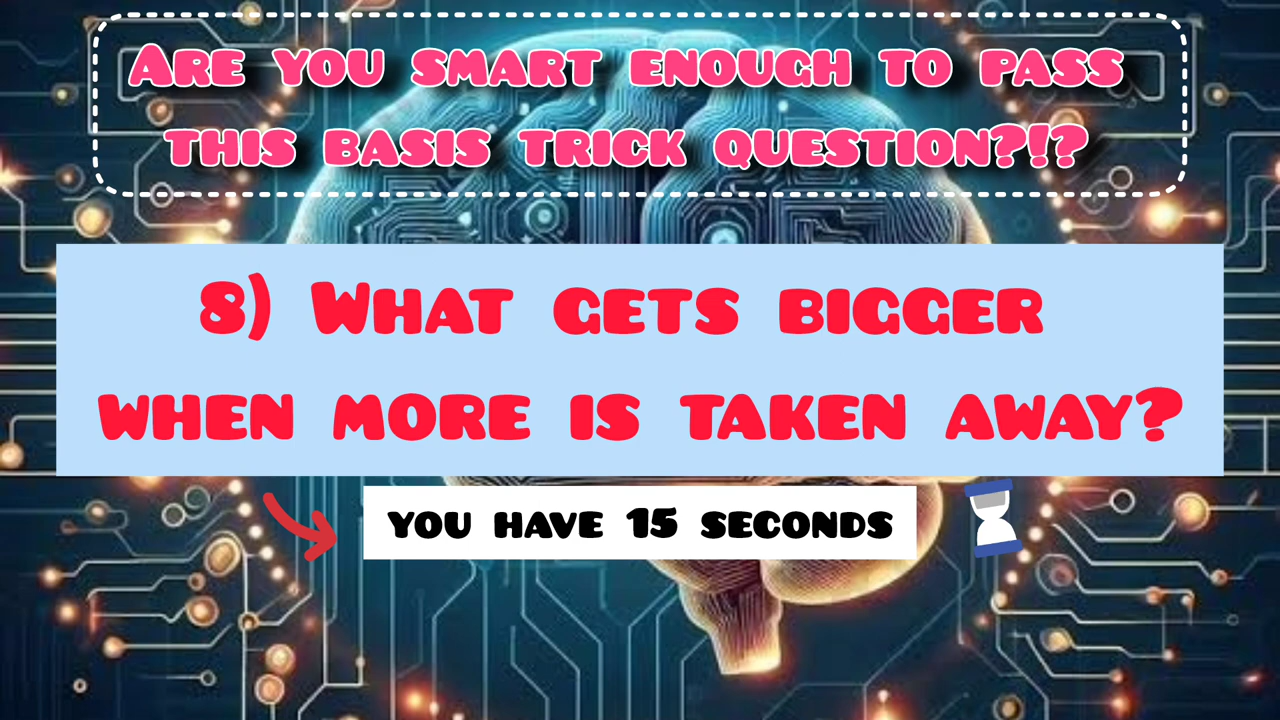 Are you smart enough to pass
this basis trick question?!?
8) What gets bigger
when more is taken away?
you have 15 seconds